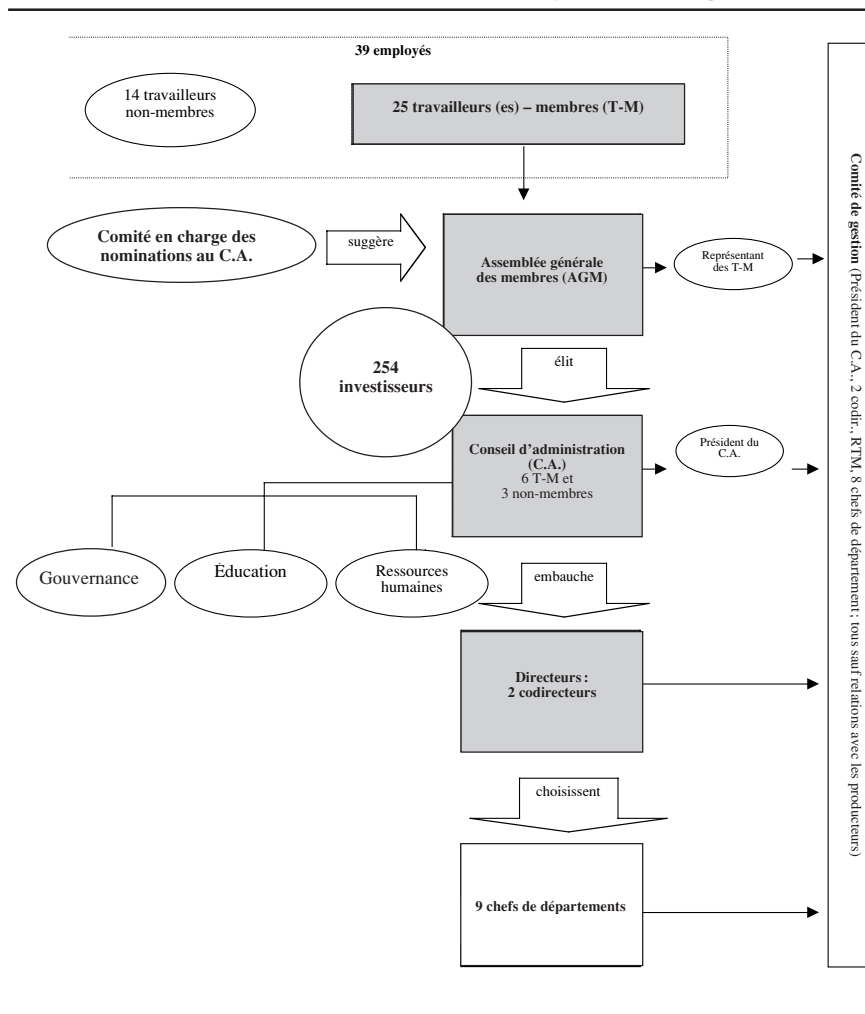 39 employés
14 travailleurs
non-membres
25 travailleurs (es) – membres (T-M)
Comité en charge des
nominations au C.A.
suggère
Assemblée générale
des membres (AGM)
Représentant
des T-M
254
investisseurs
élit
Conseil d’administration
(C.A.)
6 T-M et
3 non-membres
Président du
C.A.
Gouvernance
Éducation
Ressources
humaines
embauche
Directeurs :
2 codirecteurs
choisissent
9 chefs de départements
Comité de gestion (Président du C.A., 2 codir., RTM, 8 chefs de département ; tous sauf relations avec les producteurs)